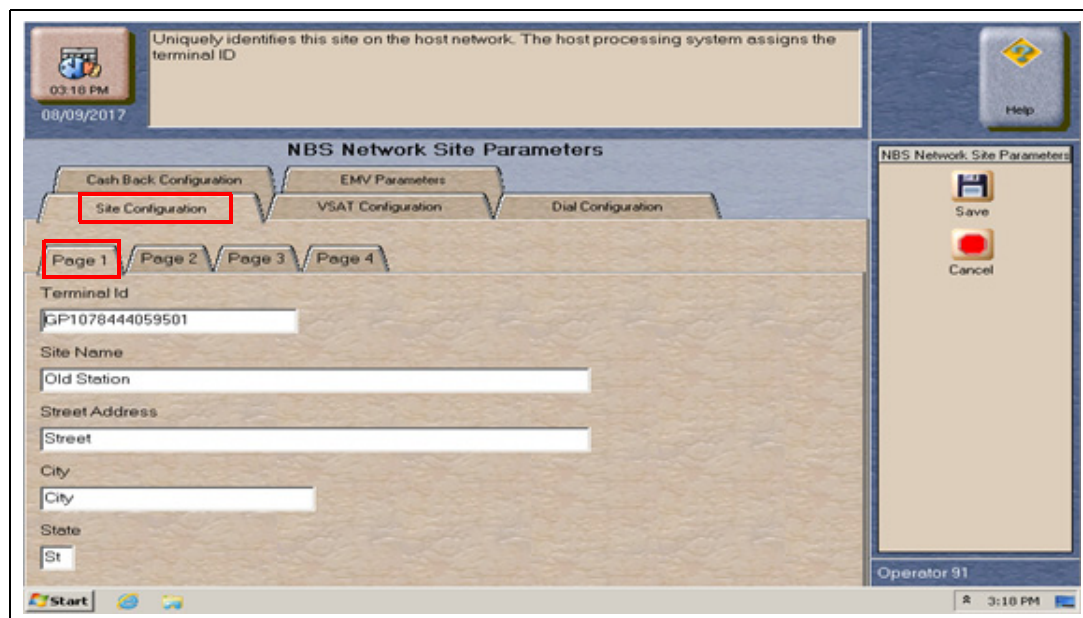 Uniquely identifies this site on the host network. The host processing system assigns the
terminal ID
03:18 PM
08/09/2017
Help
NBS Network Site Parameters
Cash Back Configuration
EMV Parameters
Site Configuration
VSAT Configuration
Dial Configuration
Page 1
Page 2
Page 3
Page 4
Terminal Id
GP1078444059501
Site Name
Old Station
Street Address
Street
City
City
State
St
NBS Network Site Parameters
Save
Cancel
Operator 91
Start
3:18 PM